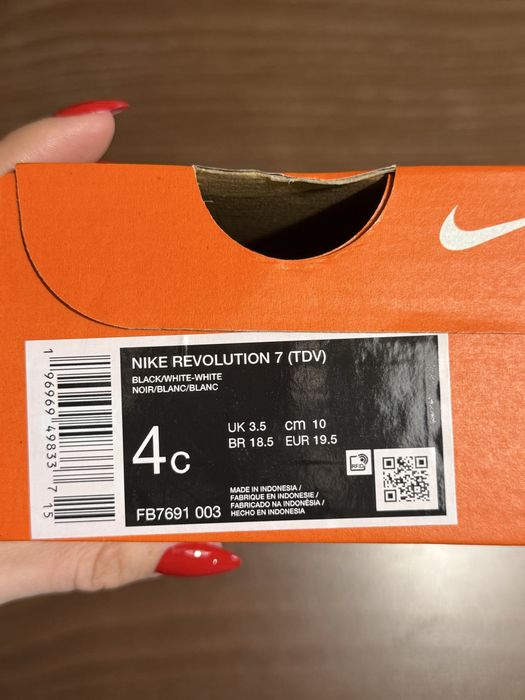 NIKE REVOLUTION 7 (TDV)
BLACK/WHITE-WHITE
NOIR/BLANC/BLANC
4c
UK 3.5 cm 10
BR 18.5 EUR 19.5
RFID
FB7691 003
MADE IN INDONESIA /
FABRIQUE EN INDONESIE /
FABRICADO NA INDONÉSIA /
HECHO EN INDONESIA
1 96969 49833 7 15